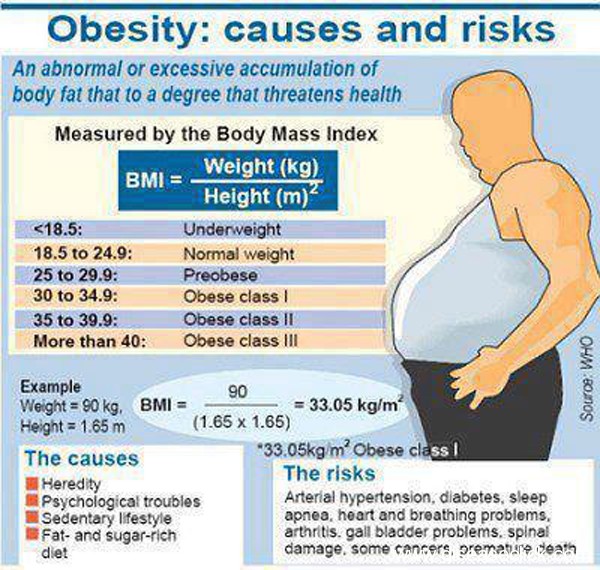 Obesity: causes and risks
An abnormal or excessive accumulation of
body fat that to a degree that threatens health
Measured by the Body Mass Index
BMI = Weight (kg)
Height (m)²
<18.5: Underweight
18.5 to 24.9: Normal weight
25 to 29.9: Preobese
30 to 34.9: Obese class I
35 to 39.9: Obese class II
More than 40: Obese class III
Example
Weight = 90 kg,
Height = 1.65 m
BMI = 90 = 33.05 kg/m²
(1.65 x 1.65)
*33.05kg/m² Obese class I
Source: WHO
The causes
Heredity
Psychological troubles
Sedentary lifestyle
Fat- and sugar-rich
diet
The risks
Arterial hypertension, diabetes, sleep
apnea, heart and breathing problems,
arthritis, gall bladder problems, spinal
damage, some cancers, premature death